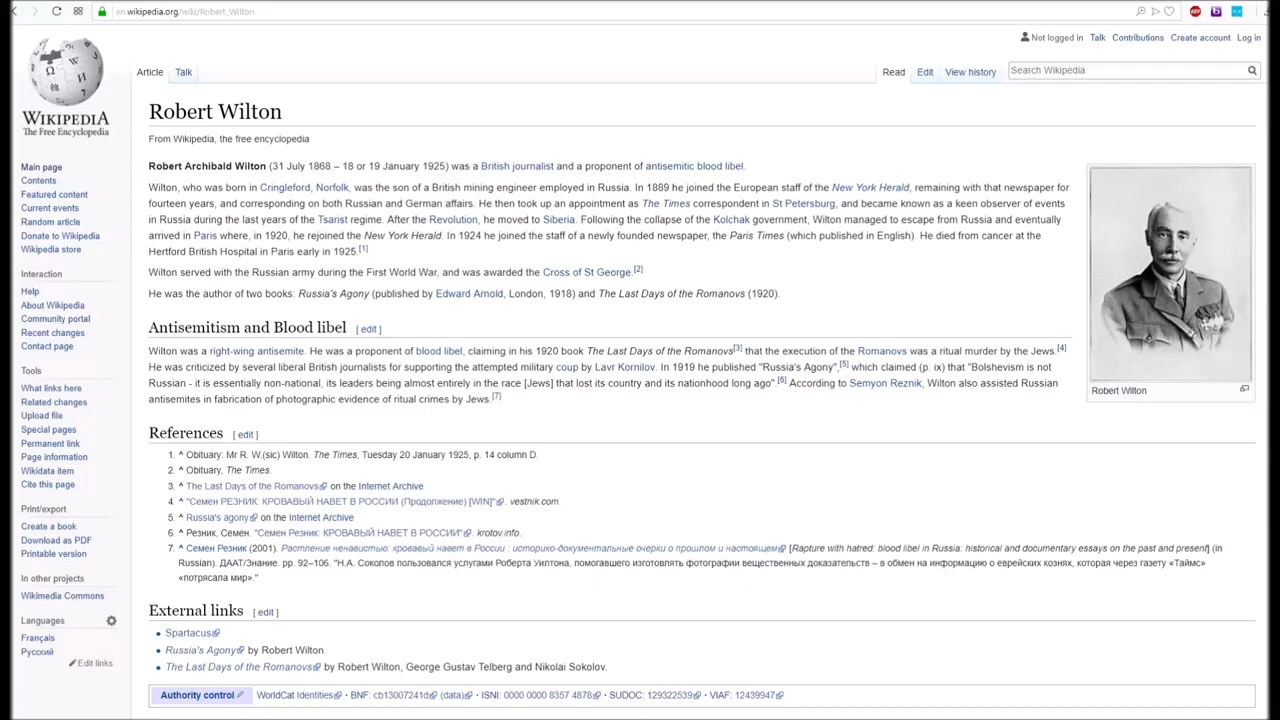 en.wikipedia.org/wiki/Robert_Wilton
Not logged in Talk Contributions Create account Log in
WIKIPEDIA
The Free Encyclopedia
Article Talk
Read Edit View history
Search Wikipedia
Main page
Contents
Featured content
Current events
Random article
Donate to Wikipedia
Wikipedia store
Interaction
Help
About Wikipedia
Community portal
Recent changes
Contact page
Tools
What links here
Related changes
Upload file
Special pages
Permanent link
Page information
Wikidata item
Cite this page
Print/export
Create a book
Download as PDF
Printable version
In other projects
Wikimedia Commons
Languages
Français
Русский
Edit links
Robert Wilton
From Wikipedia, the free encyclopedia
Robert Archibald Wilton (31 July 1868 – 18 or 19 January 1925) was a British journalist and a proponent of antisemitic blood libel.
Wilton, who was born in Cringleford, Norfolk, was the son of a British mining engineer employed in Russia. In 1889 he joined the European staff of the New York Herald, remaining with that newspaper for
fourteen years, and corresponding on both Russian and German affairs. He then took up an appointment as The Times correspondent in St Petersburg, and became known as a keen observer of events
in Russia during the last years of the Tsarist regime. After the Revolution, he moved to Siberia. Following the collapse of the Kolchak government, Wilton managed to escape from Russia and eventually
arrived in Paris where, in 1920, he rejoined the New York Herald. In 1924 he joined the staff of a newly founded newspaper, the Paris Times (which published in English). He died from cancer at the
Hertford British Hospital in Paris early in 1925.[1]
Wilton served with the Russian army during the First World War, and was awarded the Cross of St George.[2]
He was the author of two books: Russia's Agony (published by Edward Arnold, London, 1918) and The Last Days of the Romanovs (1920).
Robert Wilton
Antisemitism and Blood libel [ edit ]
Wilton was a right-wing antisemite. He was a proponent of blood libel, claiming in his 1920 book The Last Days of the Romanovs[3] that the execution of the Romanovs was a ritual murder by the Jews.[4]
He was criticized by several liberal British journalists for supporting the attempted military coup by Lavr Kornilov. In 1919 he published "Russia's Agony",[5] which claimed (p. ix) that "Bolshevism is not
Russian - it is essentially non-national, its leaders being almost entirely in the race [Jews] that lost its country and its nationhood long ago" [6] According to Semyon Reznik, Wilton also assisted Russian
antisemites in fabrication of photographic evidence of ritual crimes by Jews.[7]
References [ edit ]
1. ^ Obituary: Mr R. W.(sic) Wilton. The Times, Tuesday 20 January 1925, p. 14 column D.
2. ^ Obituary, The Times.
3. ^ The Last Days of the Romanovs on the Internet Archive
4. ^ "Семен РЕЗНИК: КРОВАВЫЙ НАВЕТ В РОССИИ (Продолжение) [WIN]". vestnik.com.
5. ^ Russia's agony on the Internet Archive
6. ^ Резник, Семен. "Семен Резник: КРОВАВЫЙ НАВЕТ В РОССИИ". krotov.info.
7. ^ Семен Резник (2001). Растление ненавистью: кровавый навет в России : историко-документальные очерки о прошлом и настоящем [Rapture with hatred: blood libel in Russia: historical and documentary essays on the past and present] (in
Russian). ДААТ/Знание. pp. 92–106. "Н.А. Соколов пользовался услугами Роберта Уилтона, помогавшего изготовлять фотографии вещественных доказательств – в обмен на информацию о еврейских кознях, которая через газету «Таймс»
«потрясала мир»."
External links [ edit ]
• Spartacus
• Russia's Agony by Robert Wilton.
• The Last Days of the Romanovs by Robert Wilton, George Gustav Telberg and Nikolai Sokolov.
Authority control WorldCat Identities · BNF: cb13007241d (data) · ISNI: 0000 0000 8357 4878 · SUDOC: 129322539 · VIAF: 12439947